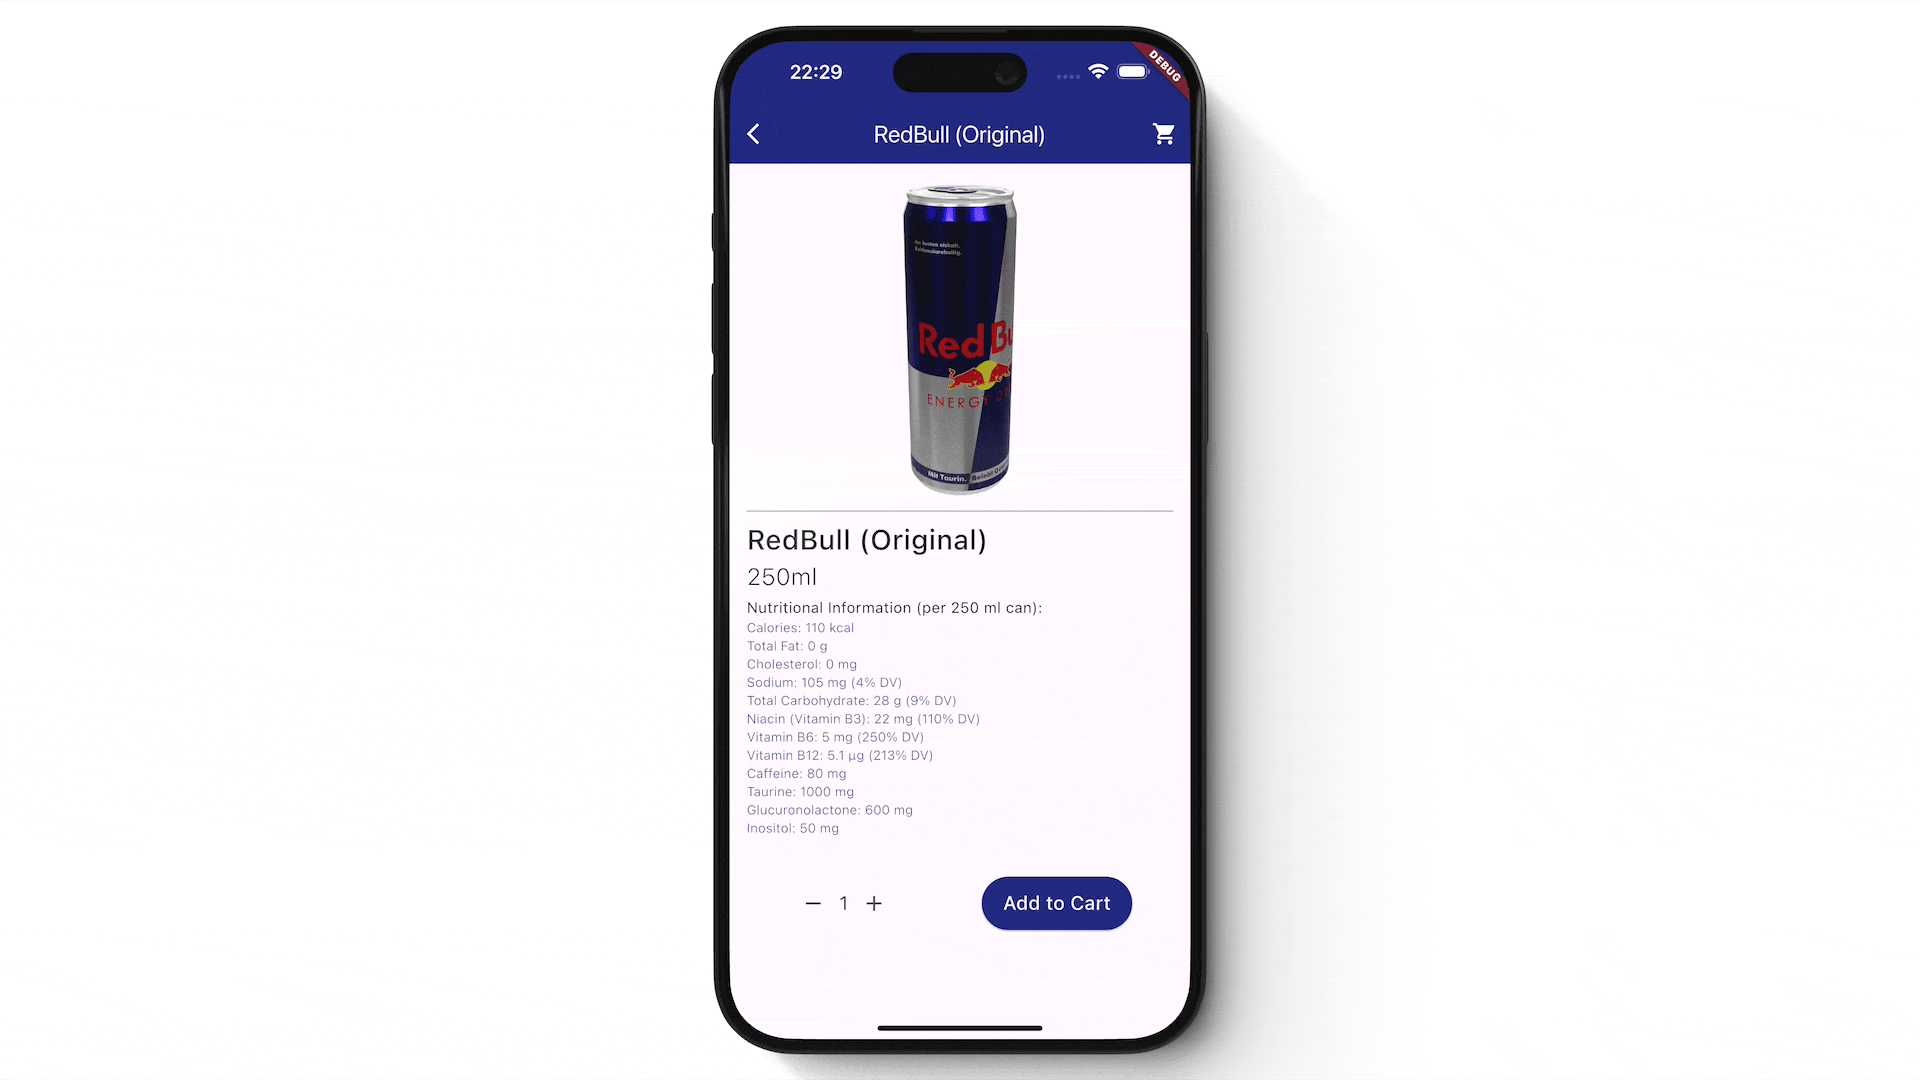 22:29
DEBUG
RedBull (Original)
Red Bu
ENERGY DR
Mit Taurin.
RedBull (Original)
250ml
Nutritional Information (per 250 ml can):
Calories: 110 kcal
Total Fat: 0 g
Cholesterol: 0 mg
Sodium: 105 mg (4% DV)
Total Carbohydrate: 28 g (9% DV)
Niacin (Vitamin B3): 22 mg (110% DV)
Vitamin B6: 5 mg (250% DV)
Vitamin B12: 5.1 µg (213% DV)
Caffeine: 80 mg
Taurine: 1000 mg
Glucuronolactone: 600 mg
Inositol: 50 mg
1
Add to Cart